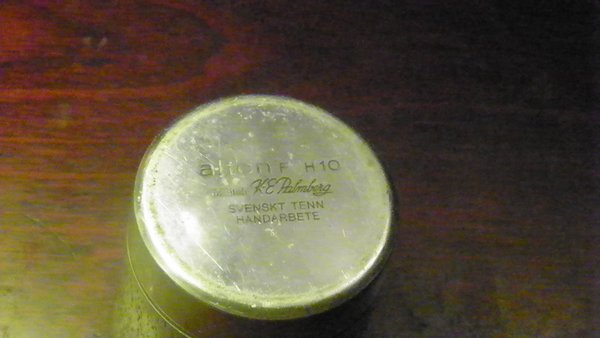 F H10
K-E Palmberg
SVENSKT TENN
HANDARBETE